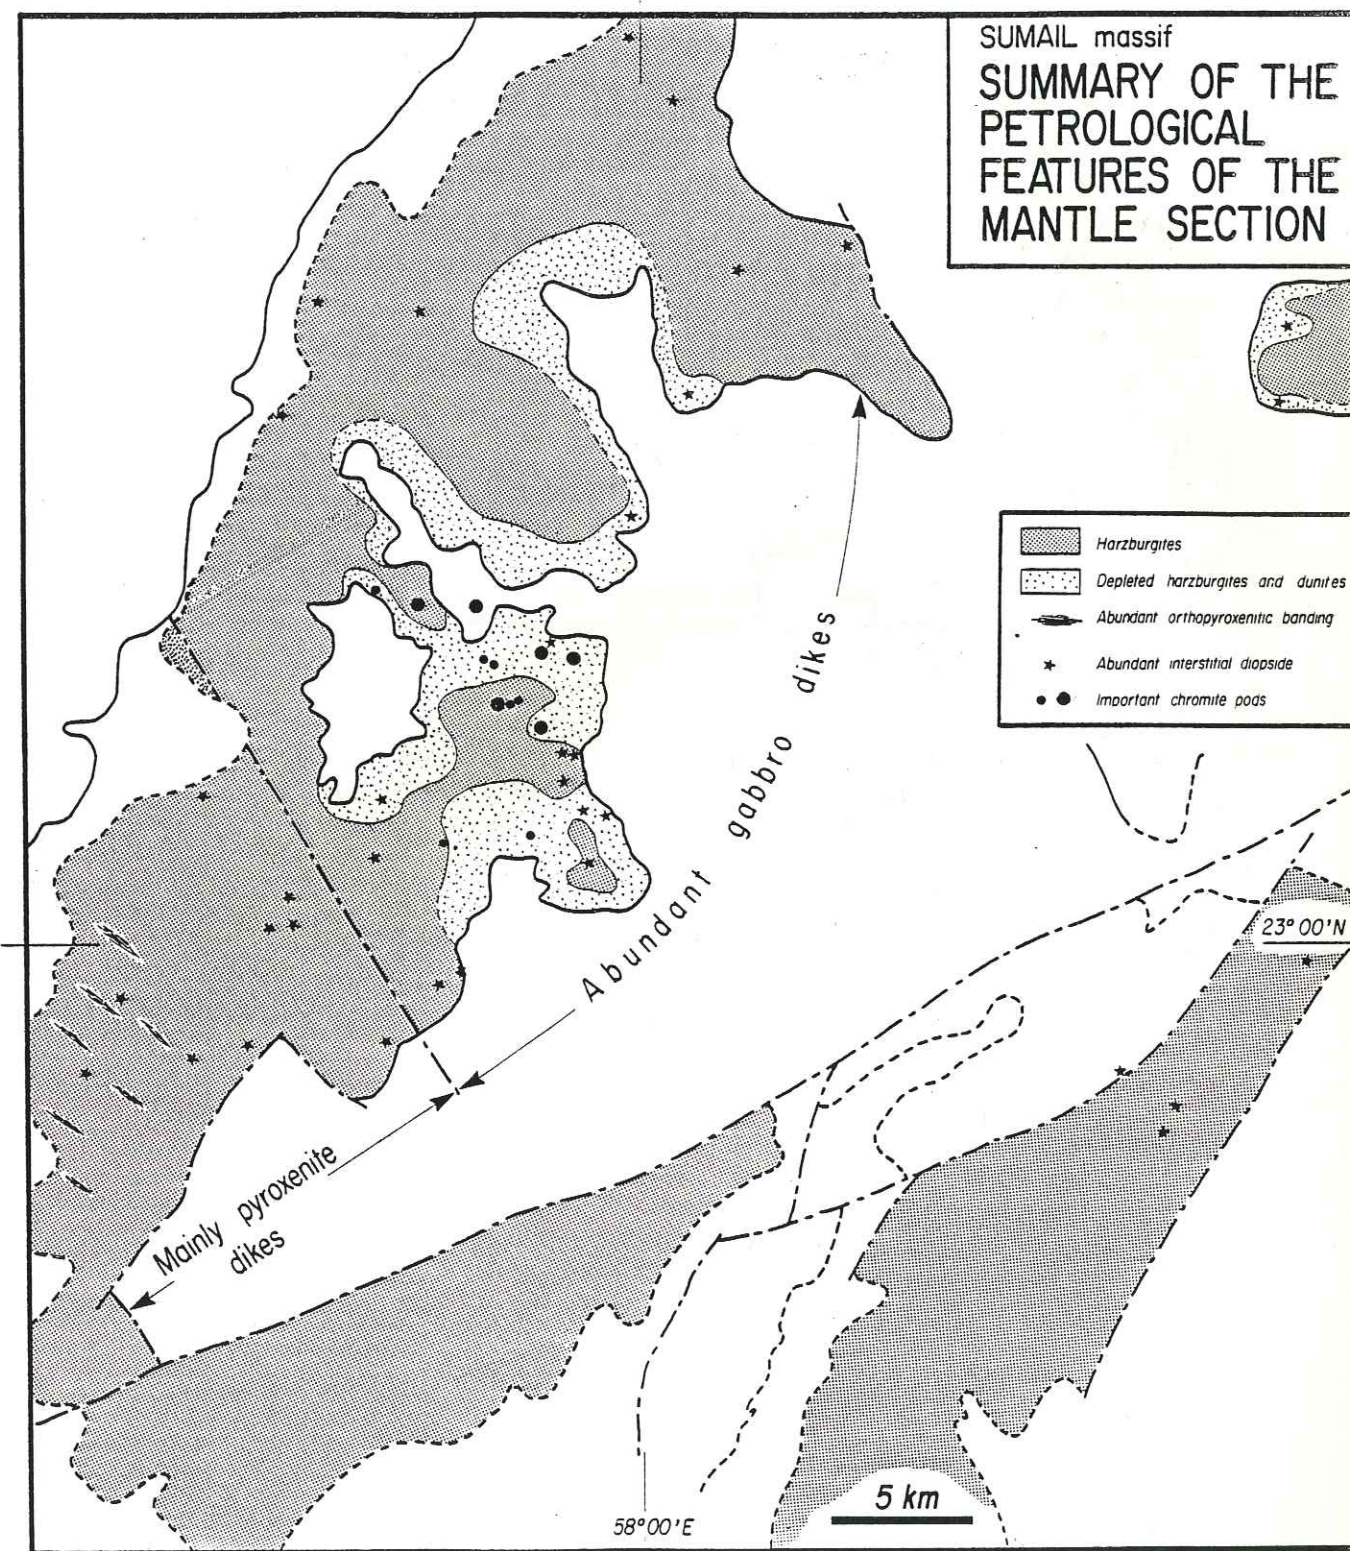 SUMAIL massif
SUMMARY OF THE
PETROLOGICAL
FEATURES OF THE
MANTLE SECTION
Harzburgites
Depleted harzburgites and dunites
Abundant orthopyroxenitic banding
Abundant interstitial diopside
Important chromite pods
Abundant gabbro dikes
23°00'N
Mainly pyroxenite
dikes
5 km
58°00'E